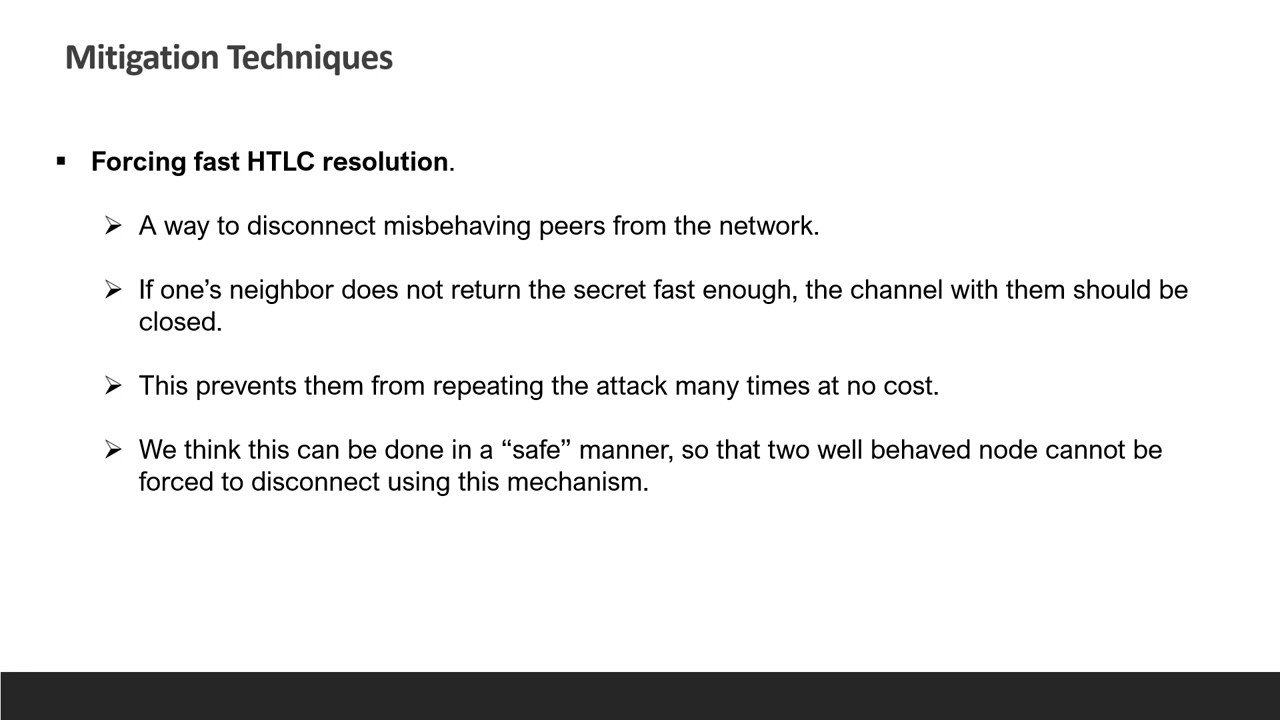 Mitigation Techniques
▪ Forcing fast HTLC resolution.
➢ A way to disconnect misbehaving peers from the network.
➢ If one’s neighbor does not return the secret fast enough, the channel with them should be
closed.
➢ This prevents them from repeating the attack many times at no cost.
➢ We think this can be done in a “safe” manner, so that two well behaved node cannot be
forced to disconnect using this mechanism.